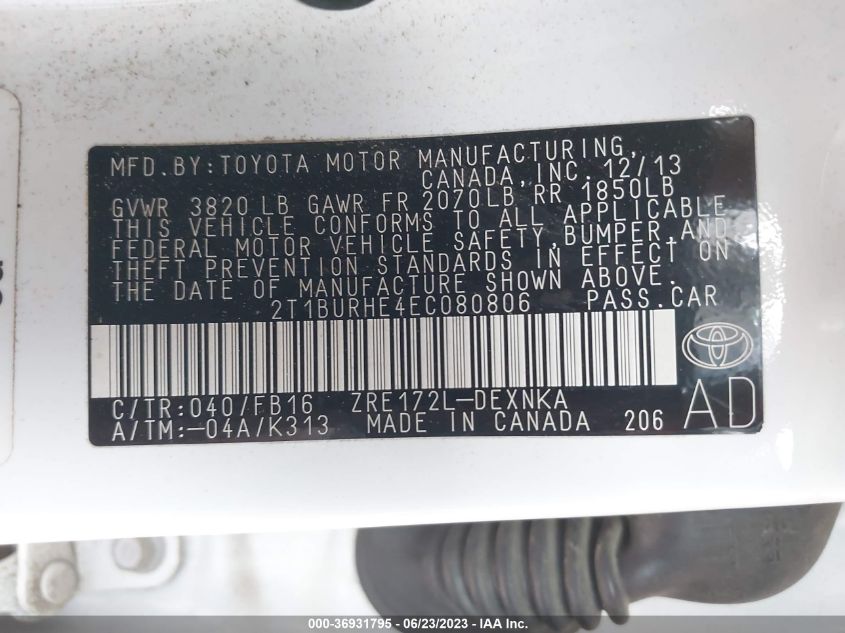 MFD. BY: TOYOTA MOTOR MANUFACTURING,
CANADA, INC. 12/13
GVWR 3820 LB GAWR FR 2070LB RR 1850LB
THIS VEHICLE CONFORMS TO ALL APPLICABLE
FEDERAL MOTOR VEHICLE SAFETY, BUMPER, AND
THEFT PREVENTION STANDARDS IN EFFECT ON
THE DATE OF MANUFACTURE SHOWN ABOVE.
2T1BURHE4EC080806 PASS. CAR
C/TR: 040/FB16 ZRE172L-DEXNKA AD
A/TM:-04A/K313 MADE IN CANADA 206
000-36931795 - 06/23/2023 - IAA Inc.